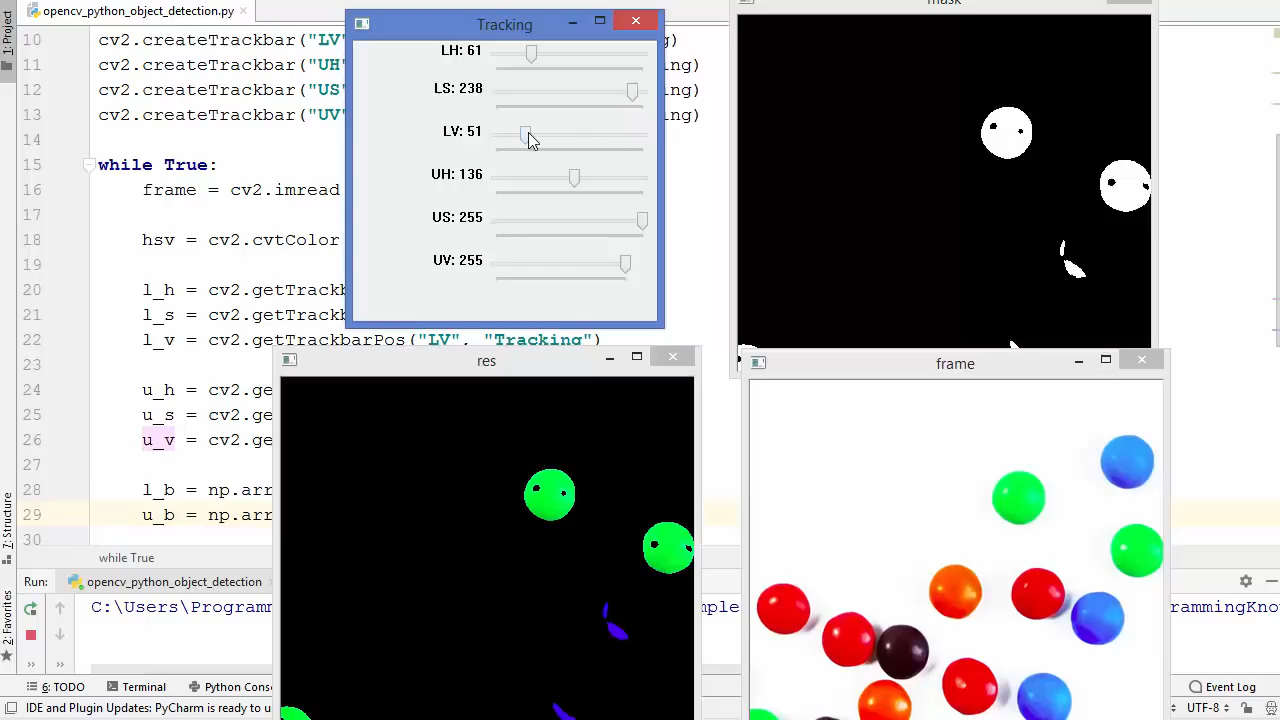 opencv_python_object_detection.py
Tracking
mask
10 cv2.createTrackbar("LV" ng)
11 cv2.createTrackbar("UH" ing)
12 cv2.createTrackbar("US" ing)
13 cv2.createTrackbar("UV" ing)
14
15 while True:
16 frame = cv2.imread
17
18 hsv = cv2.cvtColor
19
20 l_h = cv2.getTrackb
21 l_s = cv2.getTrackb
22 l_v = cv2.getTrackbarPos("LV", "Tracking")
23
24 u_h = cv2.ge
25 u_s = cv2.ge
26 u_v = cv2.ge
27
28 l_b = np.arr
29 u_b = np.arr
30
LH: 61
LS: 238
LV: 51
UH: 136
US: 255
UV: 255
res
frame
while True
Run: opencv_python_object_detection
C:\Users\Programm mple rammingKno
1: Project
7: Structure
2: Favorites
6: TODO Terminal Python Cons Event Log
IDE and Plugin Updates: PyCharm is ready to u UTF-8